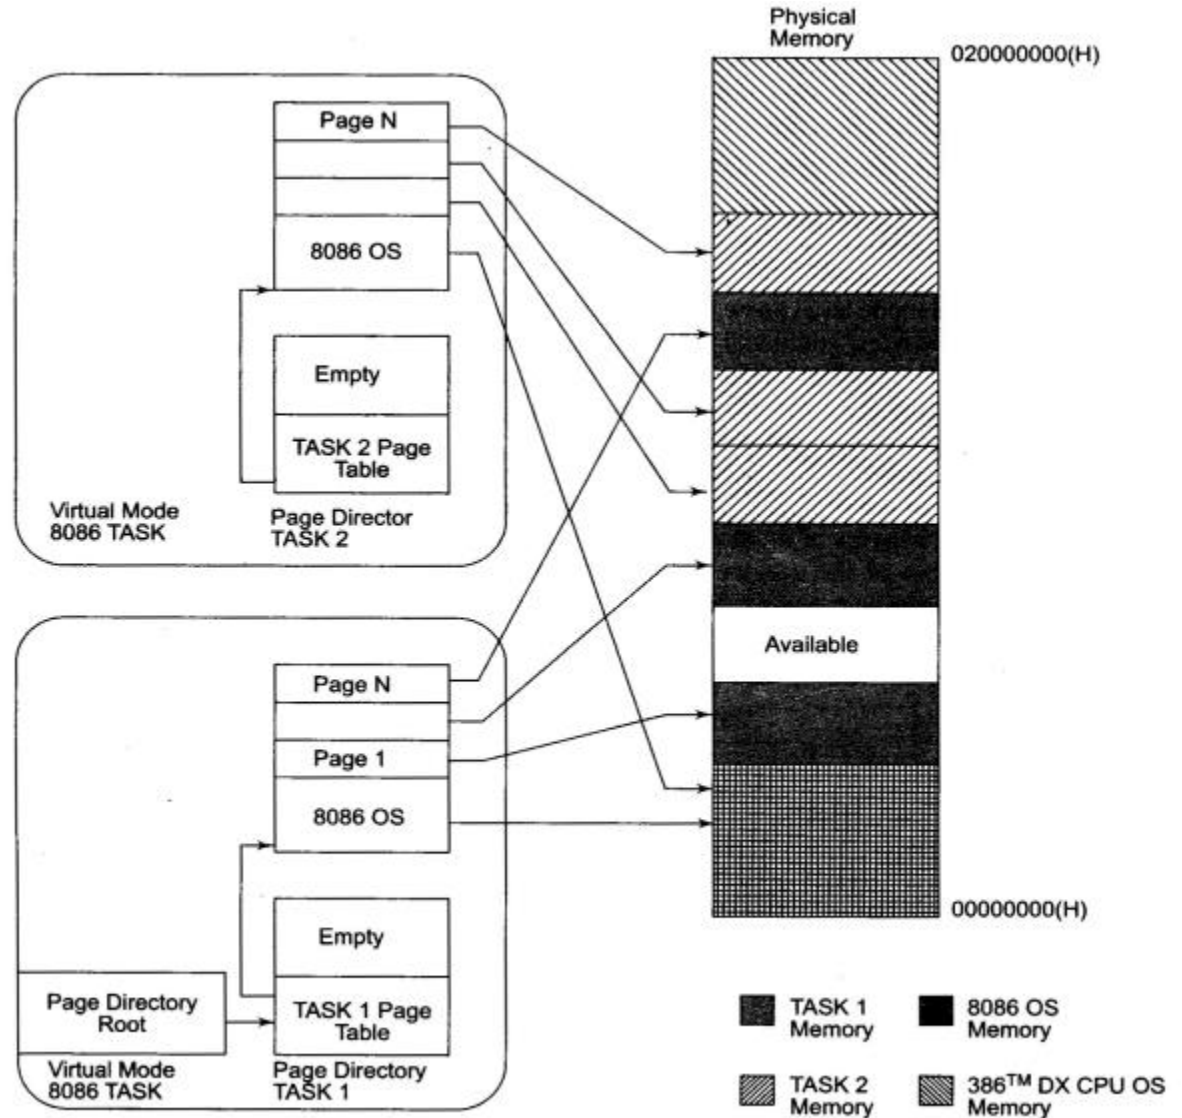 Physical
Memory
020000000(H)
Page N
8086 OS
Empty
TASK 2 Page
Table
Virtual Mode
8086 TASK
Page Director
TASK 2
Page N
Page 1
8086 OS
Empty
TASK 1 Page
Table
Page Directory
Root
Virtual Mode
8086 TASK
Page Directory
TASK 1
Available
00000000(H)
TASK 1
Memory
8086 OS
Memory
TASK 2
Memory
386™ DX CPU OS
Memory